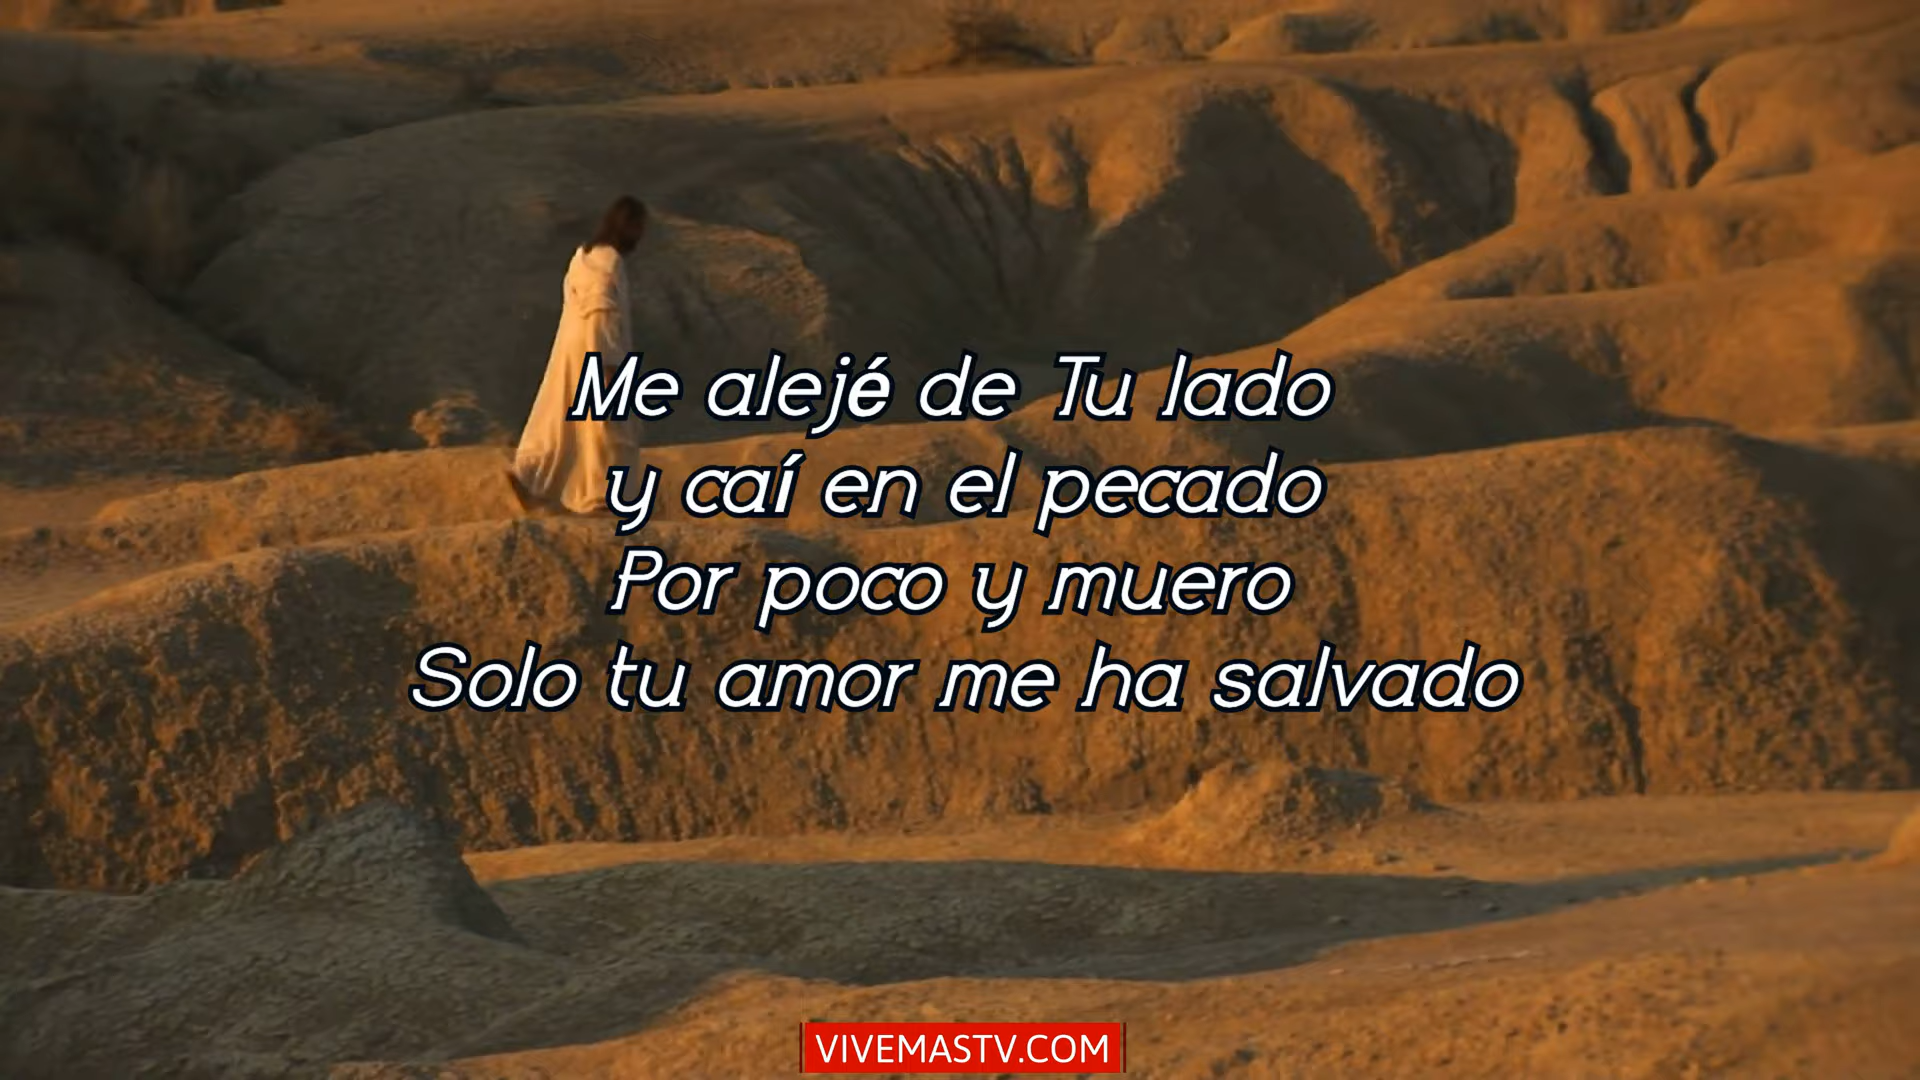 Me alejé de Tu lado
y caí en el pecado
Por poco y muero
Solo tu amor me ha salvado
VIVEMASTV.COM